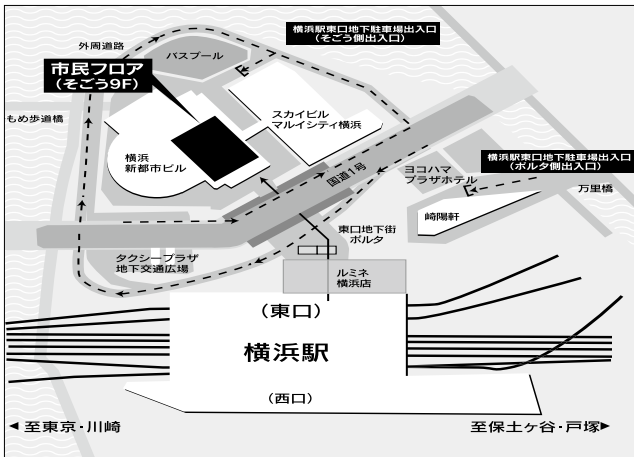 横浜駅東口地下駐車場出入口
(そごう側出入口)
外周道路
バスプール
市民フロア
(そごう9F)
もめ歩道橋
スカイビル
マルイシティ横浜
横浜
新都市ビル
国道1号
ヨコハマ
プラザホテル
横浜駅東口地下駐車場出入口
(ポルタ側出入口)
万里橋
崎陽軒
東口地下街
ポルタ
タクシープラザ
地下交通広場
ルミネ
横浜店
(東口)
横浜駅
(西口)
◀至東京・川崎
至保土ヶ谷・戸塚▶